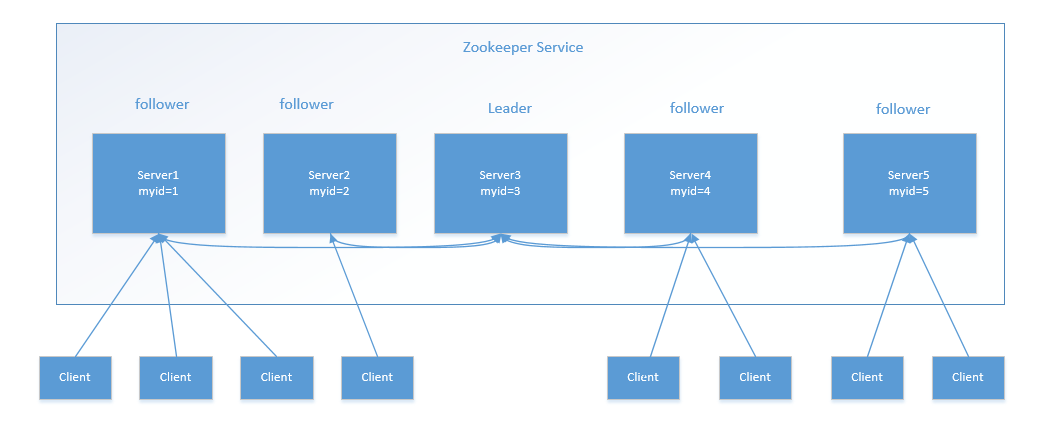 Zookeeper Service
follower
follower
Leader
follower
follower
Server1
myid=1
Server2
myid=2
Server3
myid=3
Server4
myid=4
Server5
myid=5
Client
Client
Client
Client
Client
Client
Client
Client